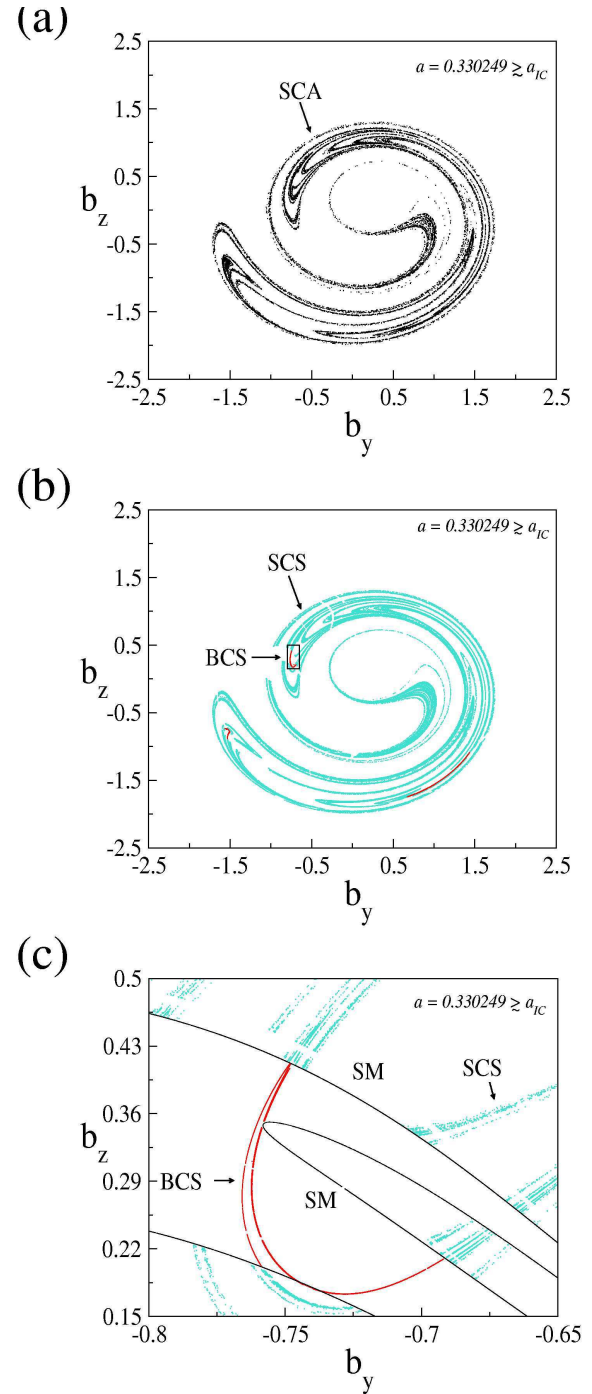 (a)
2.5
1.5
0.5
-0.5
-1.5
-2.5
b_z
a = 0.330249 ≳ a_IC
SCA
-2.5 -1.5 -0.5 0.5 1.5 2.5
b_y
(b)
2.5
1.5
0.5
-0.5
-1.5
-2.5
b_z
a = 0.330249 ≳ a_IC
SCS
BCS
-2.5 -1.5 -0.5 0.5 1.5 2.5
b_y
(c)
0.5
0.43
0.36
0.29
0.22
0.15
b_z
a = 0.330249 ≳ a_IC
SM
SCS
BCS
SM
-0.8 -0.75 -0.7 -0.65
b_y